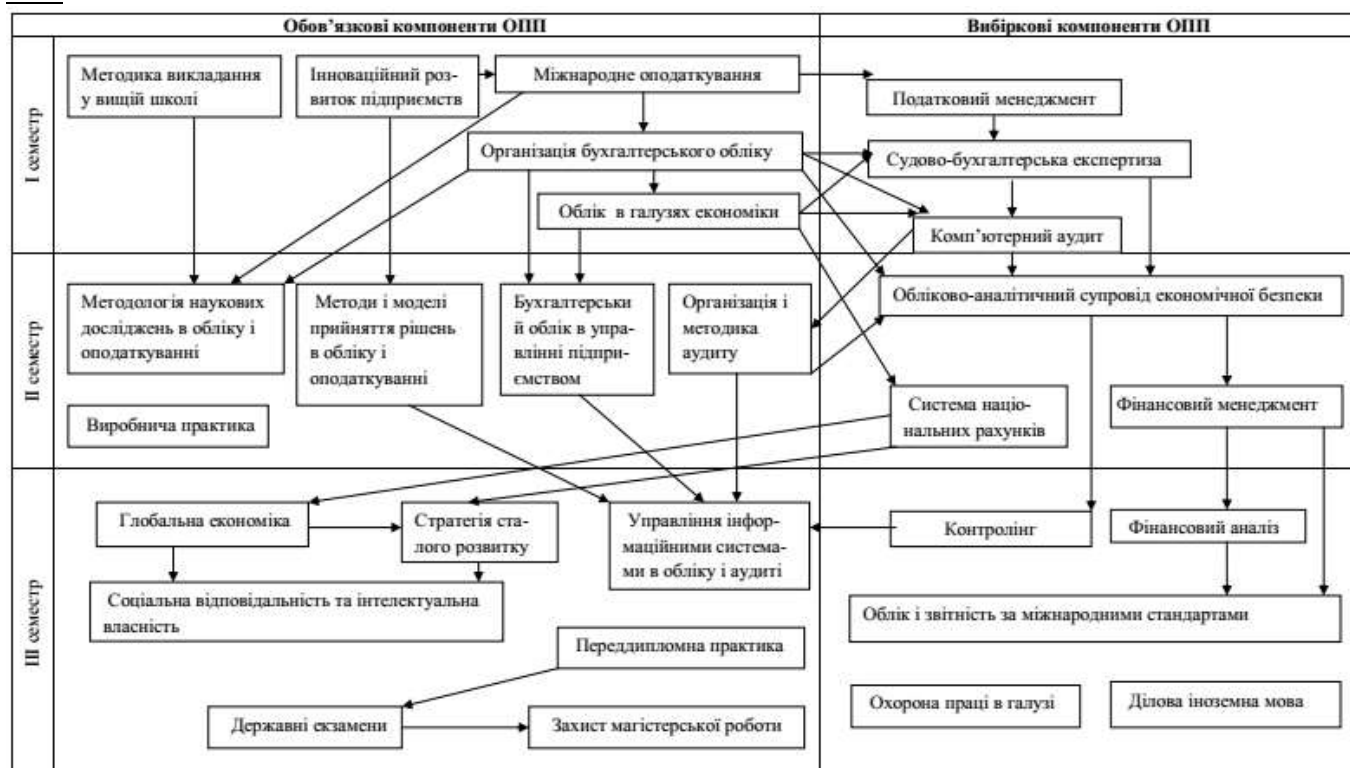 Обов’язкові компоненти ОПП
Вибіркові компоненти ОПП
І семестр
Методика викладання
у вищій школі
Інноваційний роз-
виток підприємств
Міжнародне оподаткування
Податковий менеджмент
Організація бухгалтерського обліку
Судово-бухгалтерська експертиза
Облік в галузях економіки
Комп’ютерний аудит
ІІ семестр
Методологія наукових
досліджень в обліку і
оподаткуванні
Методи і моделі
прийняття рішень
в обліку і
оподаткуванні
Бухгалтерськи
й облік в упра-
влінні підпри-
ємством
Організація і
методика
аудиту
Обліково-аналітичний супровід економічної безпеки
Виробнича практика
Система націо-
нальних рахунків
Фінансовий менеджмент
ІІІ семестр
Глобальна економіка
Стратегія ста-
лого розвитку
Управління інфор-
маційними система-
ми в обліку і аудиті
Контролінг
Фінансовий аналіз
Соціальна відповідальність та інтелектуальна
власність
Облік і звітність за міжнародними стандартами
Переддипломна практика
Охорона праці в галузі
Ділова іноземна мова
Державні екзамени
Захист магістерської роботи